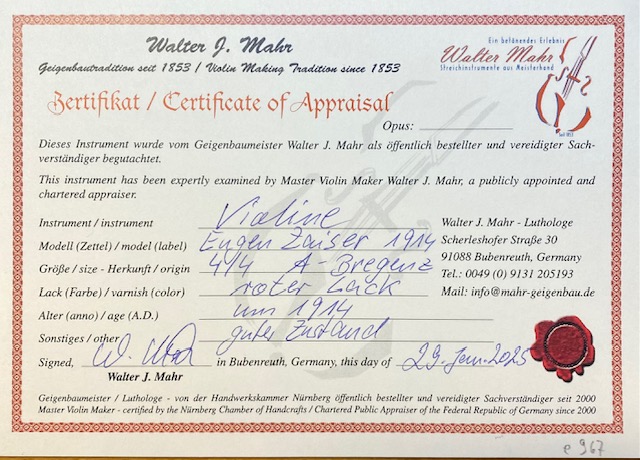 Walter J. Mahr
Geigenbautradition seit 1853 / Violin Making Tradition since 1853
Ein betönendes Erlebnis
Walter Mahr
Streichinstrumente aus Meisterhand
Seit 1853
Zertifikat / Certificate of Appraisal
Opus:
Dieses Instrument wurde vom Geigenbaumeister Walter J. Mahr als öffentlich bestellter und vereidigter Sach-
verständiger begutachtet.
This instrument has been expertly examined by Master Violin Maker Walter J. Mahr, a publicly appointed and
chartered appraiser.
Instrument / instrument Violine
Modell (Zettel) / model (label) Eugen Zaiser 1914
Größe / size - Herkunft / origin 4/4 A-Bregenz
Lack (Farbe) / varnish (color) roter Lack
Alter (anno) / age (A.D.) um 1914
Sonstiges / other guter Zustand
Walter J. Mahr - Luthologe
Scherleshofer Straße 30
91088 Bubenreuth, Germany
Tel.: 0049 (0) 9131 205193
Mail: info@mahr-geigenbau.de
Signed, W. Mahr in Bubenreuth, Germany, this day of 29. Jan. 2025
Walter J. Mahr
Geigenbaumeister / Luthologe - von der Handwerkskammer Nürnberg öffentlich bestellter und vereidigter Sachverständiger seit 2000
Master Violin Maker - certified by the Nürnberg Chamber of Handcrafts / Chartered Public Appraiser of the Federal Republic of Germany since 2000
e 967